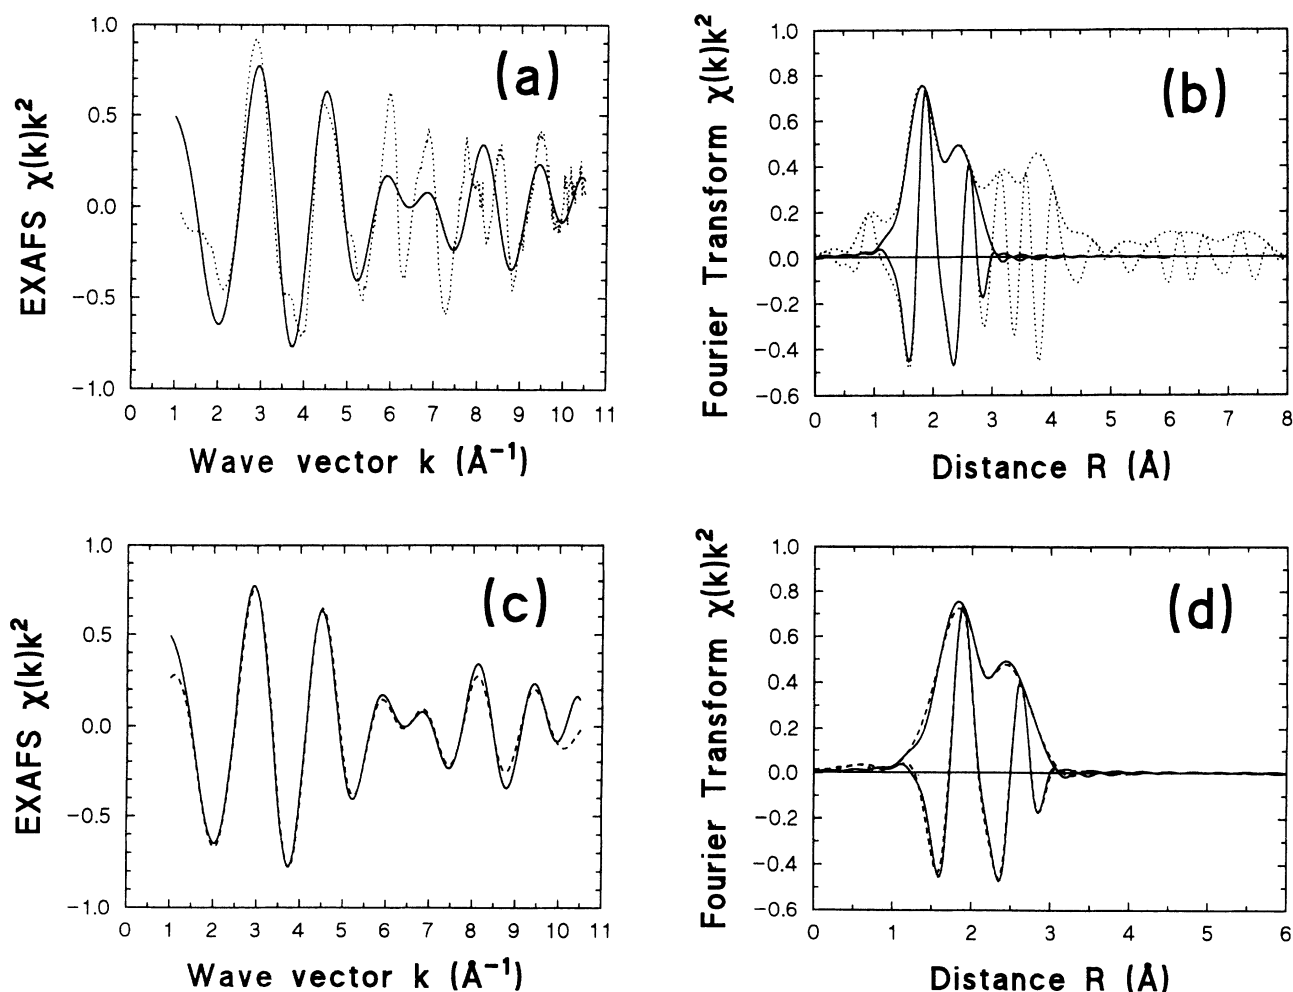 (a)
EXAFS χ(k)k²
1.0
0.5
0.0
−0.5
−1.0
0 1 2 3 4 5 6 7 8 9 10 11
Wave vector k (Å⁻¹)
(b)
Fourier Transform χ(k)k²
1.0
0.8
0.6
0.4
0.2
0.0
−0.2
−0.4
−0.6
0 1 2 3 4 5 6 7 8
Distance R (Å)
(c)
EXAFS χ(k)k²
1.0
0.5
0.0
−0.5
−1.0
0 1 2 3 4 5 6 7 8 9 10 11
Wave vector k (Å⁻¹)
(d)
Fourier Transform χ(k)k²
1.0
0.8
0.6
0.4
0.2
0.0
−0.2
−0.4
−0.6
0 1 2 3 4 5 6
Distance R (Å)